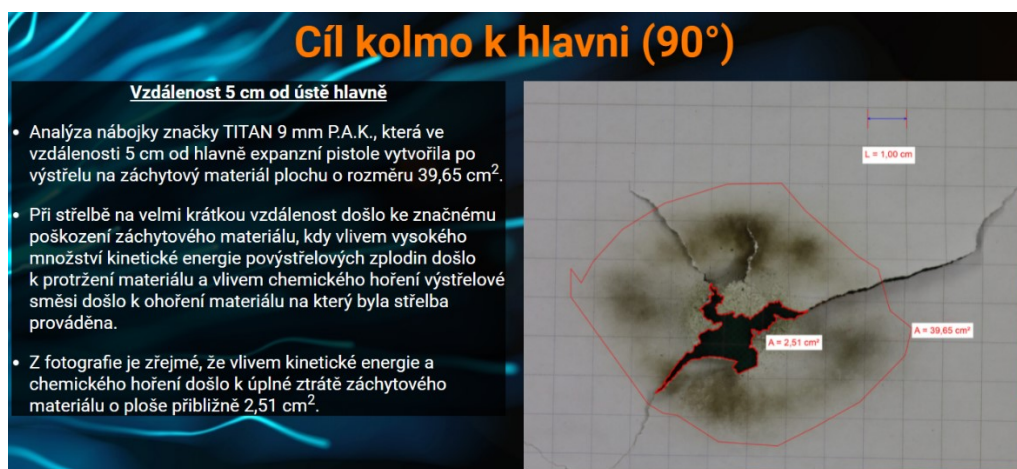 Cíl kolmo k hlavni (90°)
Vzdálenost 5 cm od ústě hlavně
• Analýza nábojky značky TITAN 9 mm P.A.K., která ve
vzdálenosti 5 cm od hlavně expanzní pistole vytvořila po
výstřelu na záchytový materiál plochu o rozměru 39,65 cm².
• Při střelbě na velmi krátkou vzdálenost došlo ke značnému
poškození záchytového materiálu, kdy vlivem vysokého
množství kinetické energie povýstřelových zplodin došlo
k protržení materiálu a vlivem chemického hoření výstřelové
směsi došlo k ohoření materiálu na který byla střelba
prováděna.
• Z fotografie je zřejmé, že vlivem kinetické energie a
chemického hoření došlo k úplné ztrátě záchytového
materiálu o ploše přibližně 2,51 cm².
L = 1,00 cm
A = 39,65 cm²
A = 2,51 cm²